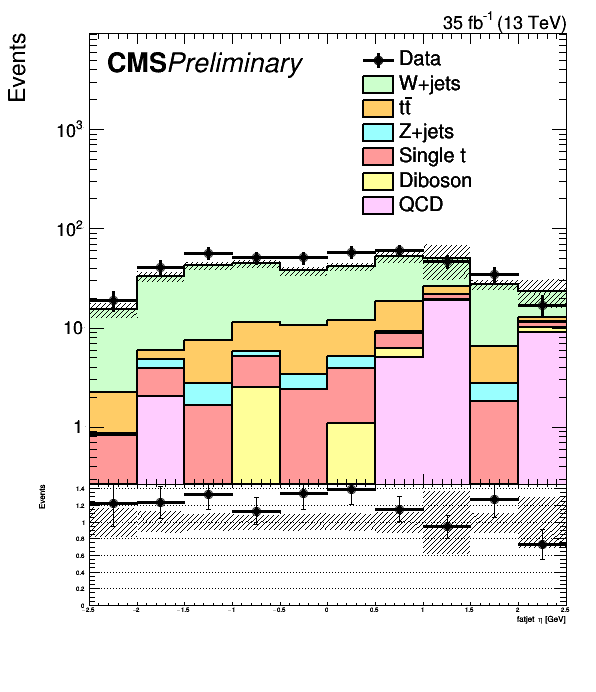 35 fb⁻¹ (13 TeV)
Events
CMS Preliminary
Data
W+jets
tt̄
Z+jets
Single t
Diboson
QCD
10³
10²
10
1
Events
1.4
1.2
1
0.8
0.6
0.4
0.2
0
−2.5 −2 −1.5 −1 −0.5 0 0.5 1 1.5 2 2.5
fatjet η [GeV]